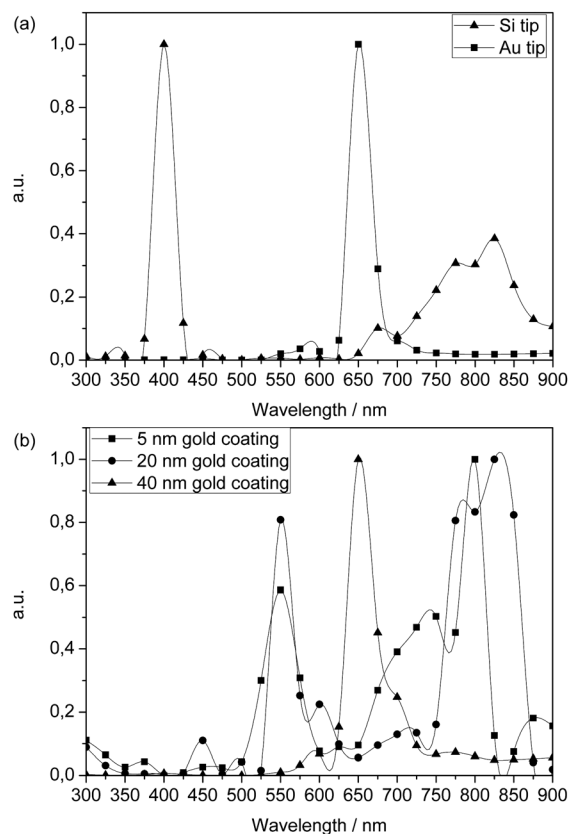 (a)
Si tip
Au tip
1,0
0,8
0,6
0,4
0,2
0,0
a.u.
300 350 400 450 500 550 600 650 700 750 800 850 900
Wavelength / nm
(b)
5 nm gold coating
20 nm gold coating
40 nm gold coating
1,0
0,8
0,6
0,4
0,2
0,0
a.u.
300 350 400 450 500 550 600 650 700 750 800 850 900
Wavelength / nm